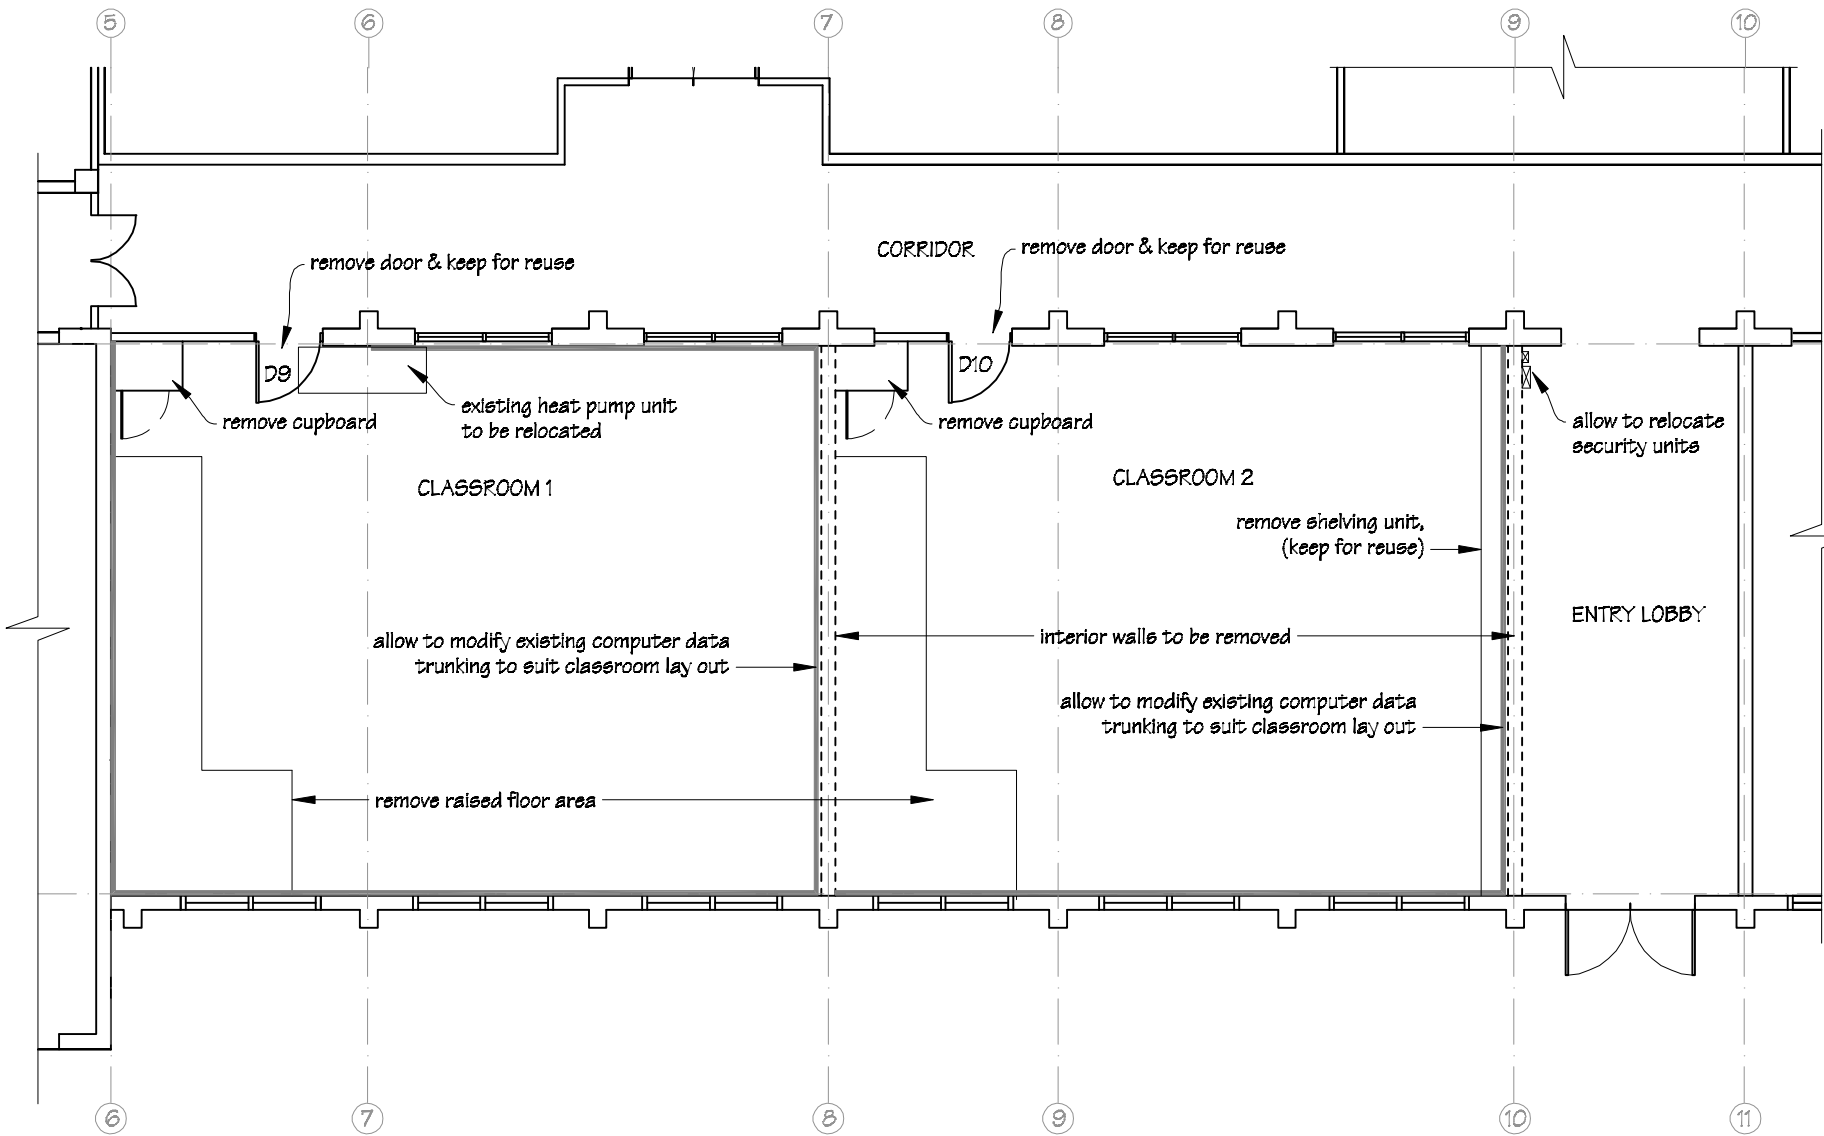 5 6 7 8 9 10
CORRIDOR
remove door & keep for reuse
remove door & keep for reuse
D9
D10
existing heat pump unit
to be relocated
remove cupboard
remove cupboard
allow to relocate
security units
CLASSROOM 1
CLASSROOM 2
remove shelving unit,
(keep for reuse)
ENTRY LOBBY
allow to modify existing computer data
trunking to suit classroom lay out
interior walls to be removed
allow to modify existing computer data
trunking to suit classroom lay out
remove raised floor area
6 7 8 9 10 11